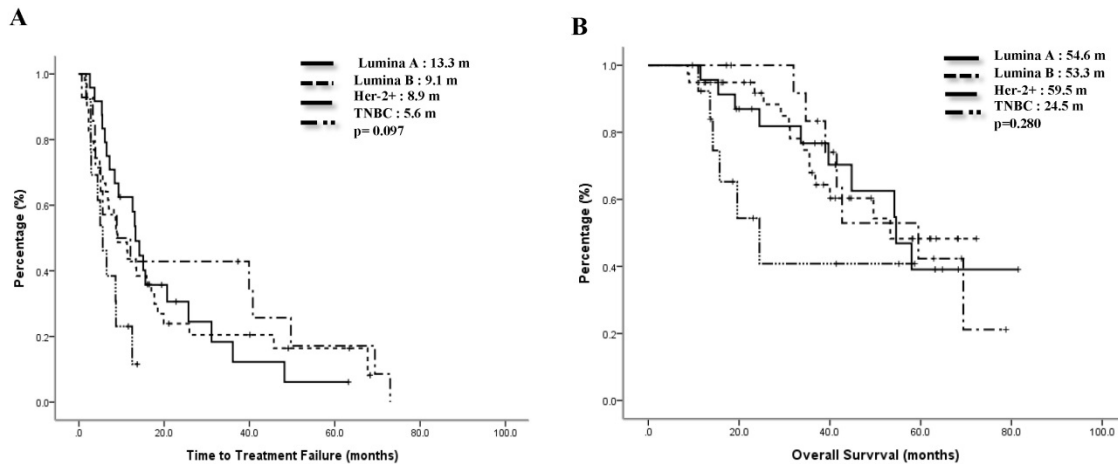 A
Lumina A : 13.3 m
Lumina B : 9.1 m
Her-2+ : 8.9 m
TNBC : 5.6 m
p= 0.097
1.0
0.8
0.6
0.4
0.2
0.0
Percentage (%)
.0 20.0 40.0 60.0 80.0 100.0
Time to Treatment Failure (months)
B
Lumina A : 54.6 m
Lumina B : 53.3 m
Her-2+ : 59.5 m
TNBC : 24.5 m
p=0.280
1.0
0.8
0.6
0.4
0.2
0.0
Percentage (%)
.0 20.0 40.0 60.0 80.0 100.0
Overall Survrval (months)